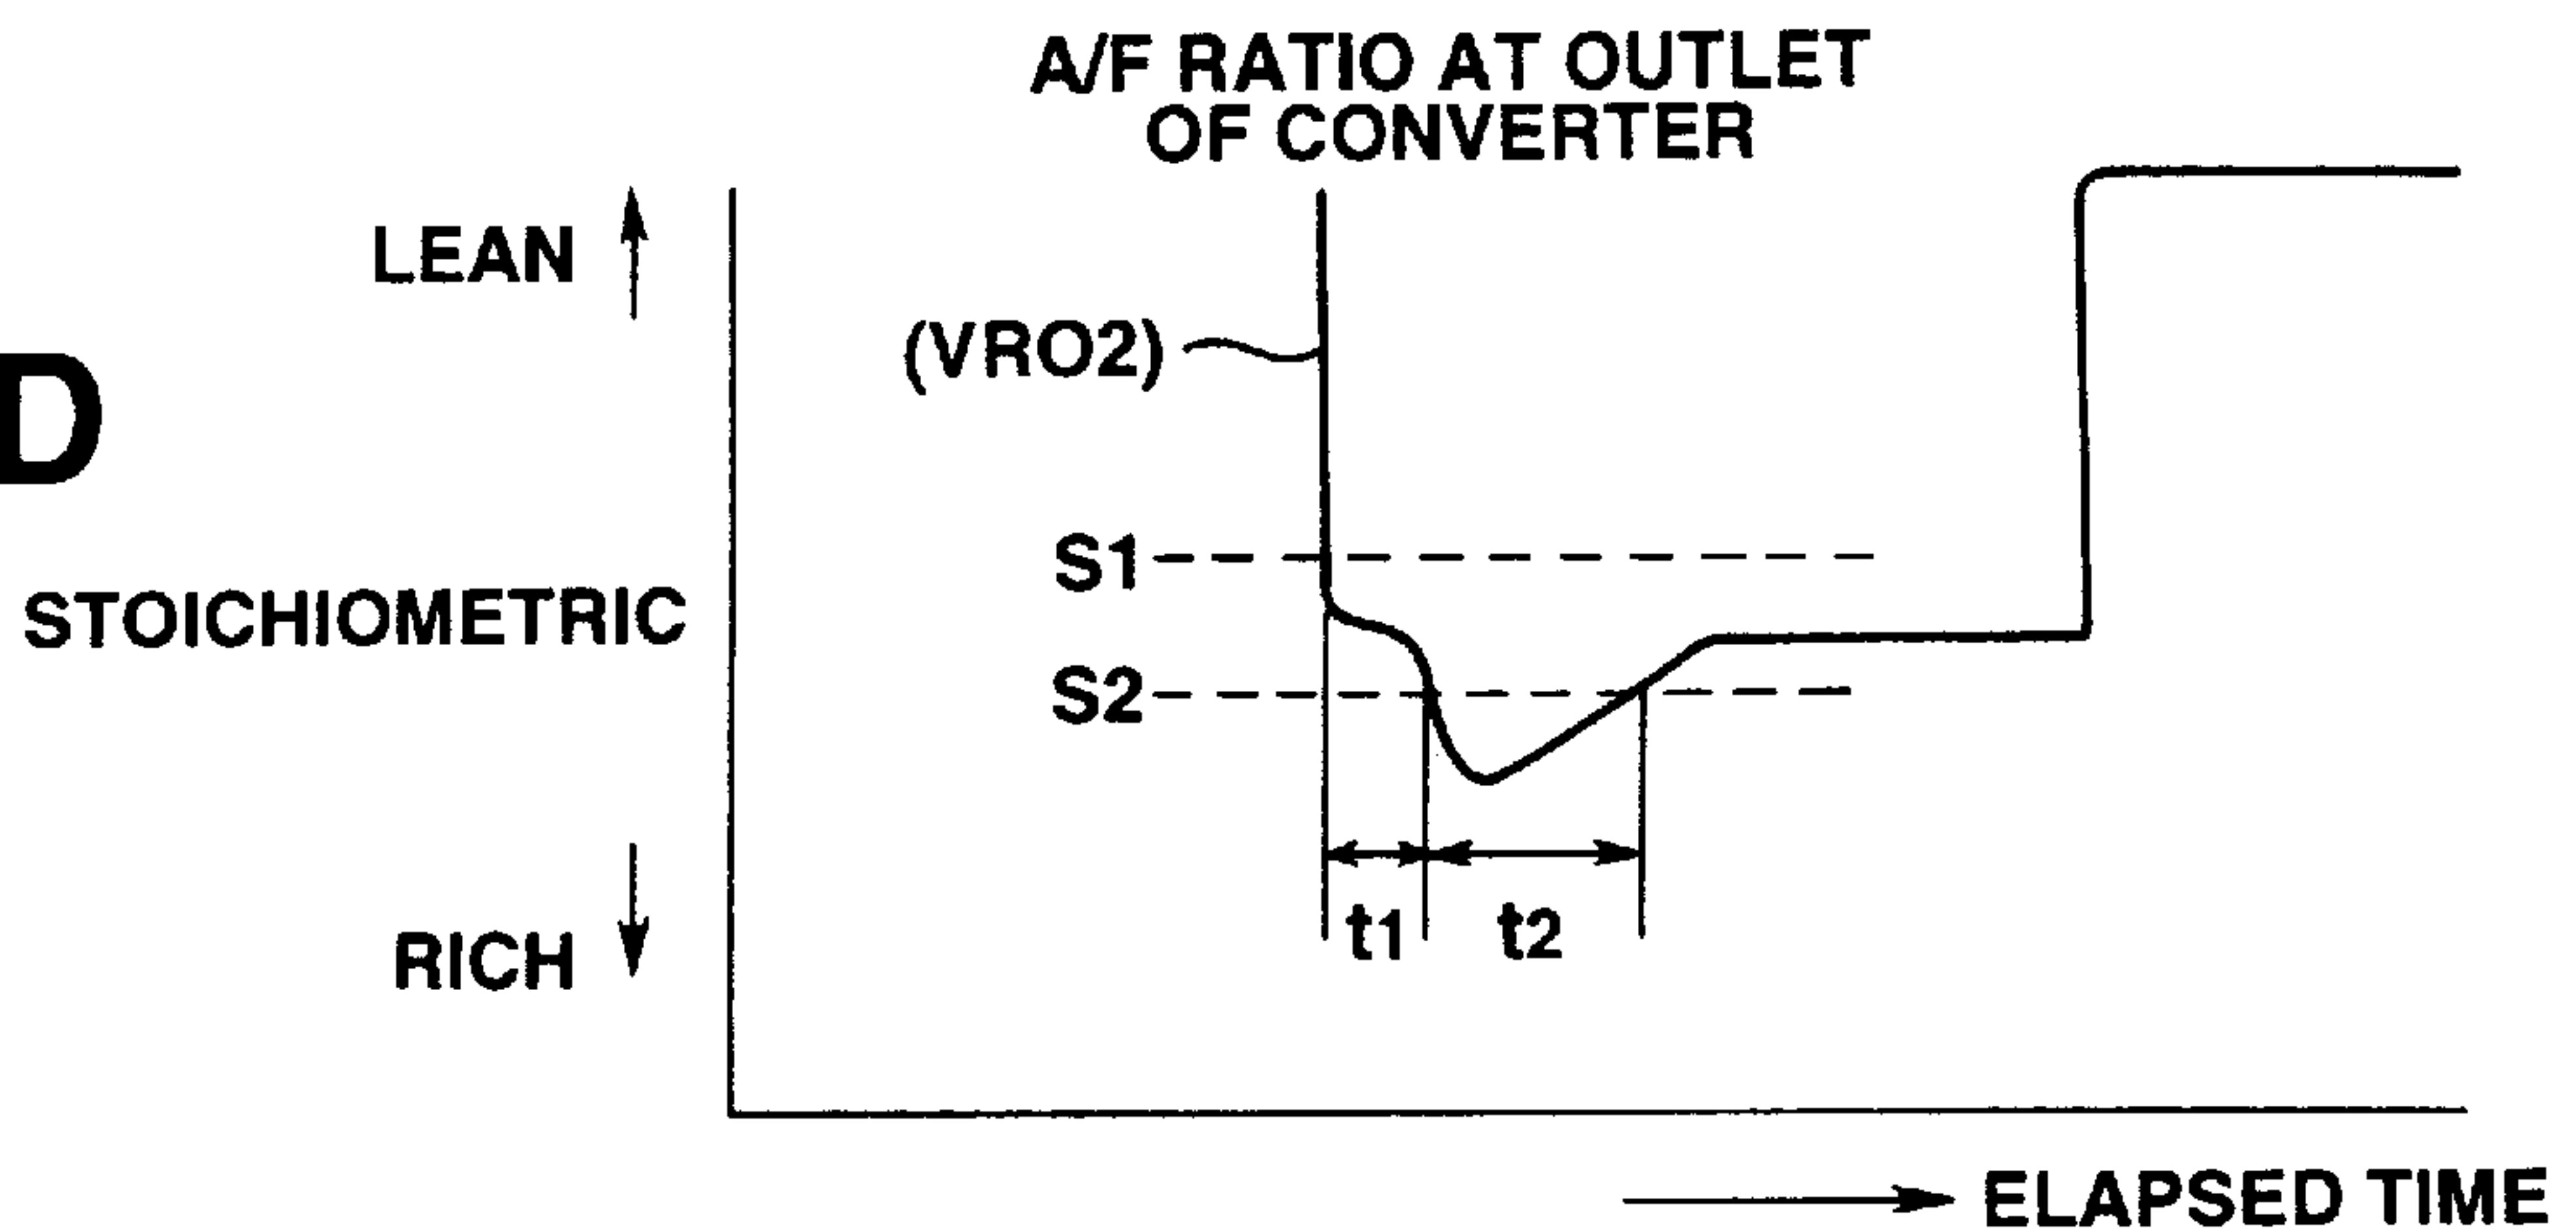 A/F RATIO AT OUTLET
OF CONVERTER
LEAN
(VRO2)
D
S1
STOICHIOMETRIC
S2
t1 t2
RICH
ELAPSED TIME